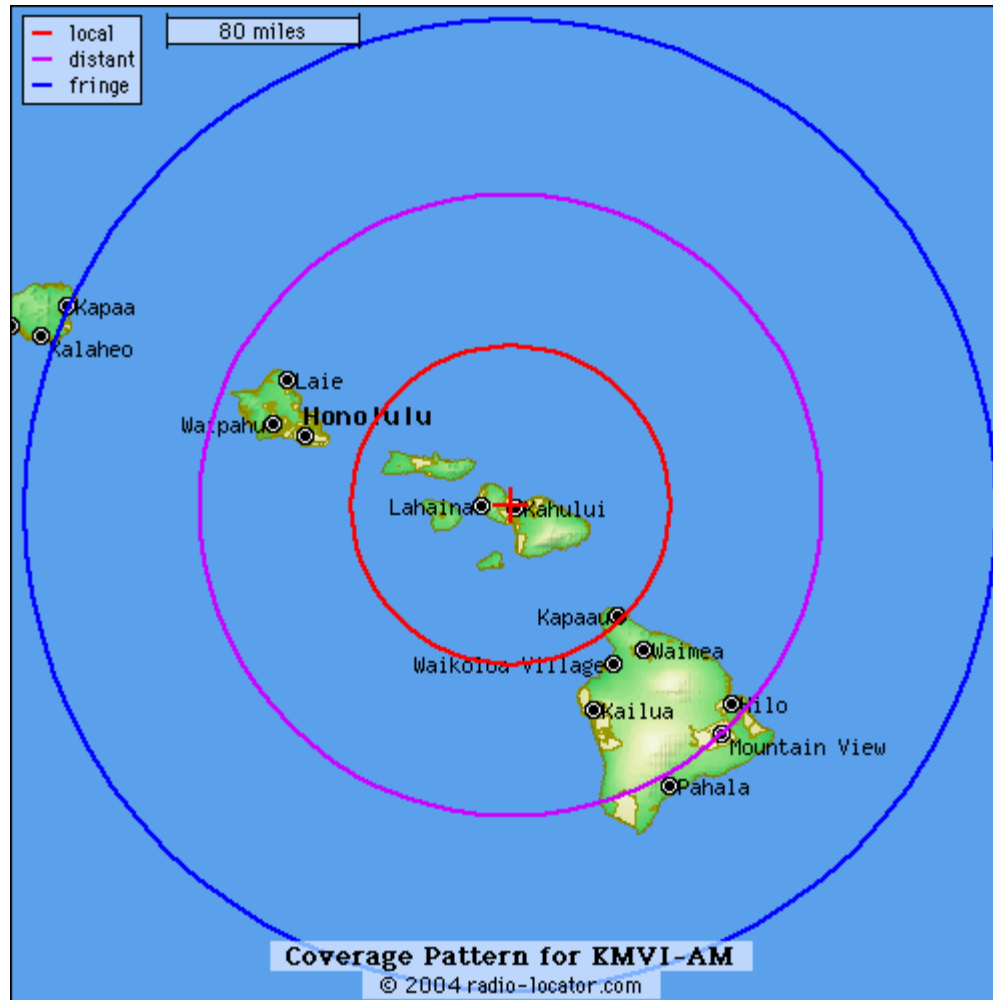 local
distant
fringe
80 miles
Kapaa
Kalaheo
Laie
Honolulu
Waipahu
Lahaina
Kahului
Kapaau
Waimea
Waikoloa Village
Kailua
Hilo
Mountain View
Pahala
Coverage Pattern for KMVI-AM
© 2004 radio-locator.com